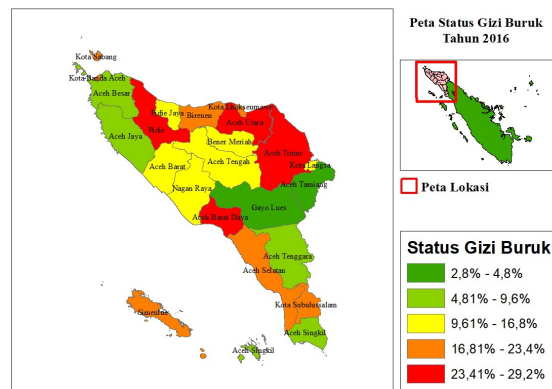 Peta Status Gizi Buruk
Tahun 2016
Kota Sabang
Kota Banda Aceh
Aceh Besar
Pidie Jaya
Kota Lhokseumawe
Bireuen
Aceh Utara
Pidie
Aceh Jaya
Bener Meriah
Aceh Timur
Aceh Barat
Aceh Tengah
Kota Langsa
Nagan Raya
Aceh Tamiang
Gayo Lues
Aceh Barat Daya
Aceh Tenggara
Aceh Selatan
Simeulue
Kota Subulussalam
Aceh Singkil
Aceh Singkil
Peta Lokasi
Status Gizi Buruk
2,8% - 4,8%
4,81% - 9,6%
9,61% - 16,8%
16,81% - 23,4%
23,41% - 29,2%